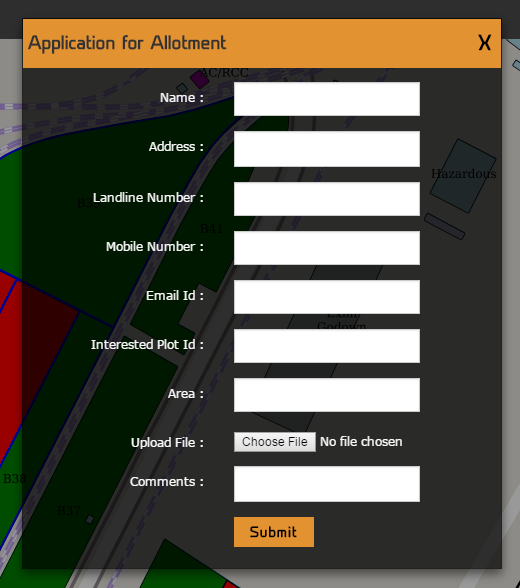 Application for Allotment X
AC/RCC
Name :
Address :
Hazardous
Landline Number :
B41
Mobile Number :
Email Id :
Godown
Interested Plot Id :
Area :
Upload File : Choose File No file chosen
B38
Comments :
B37
Submit